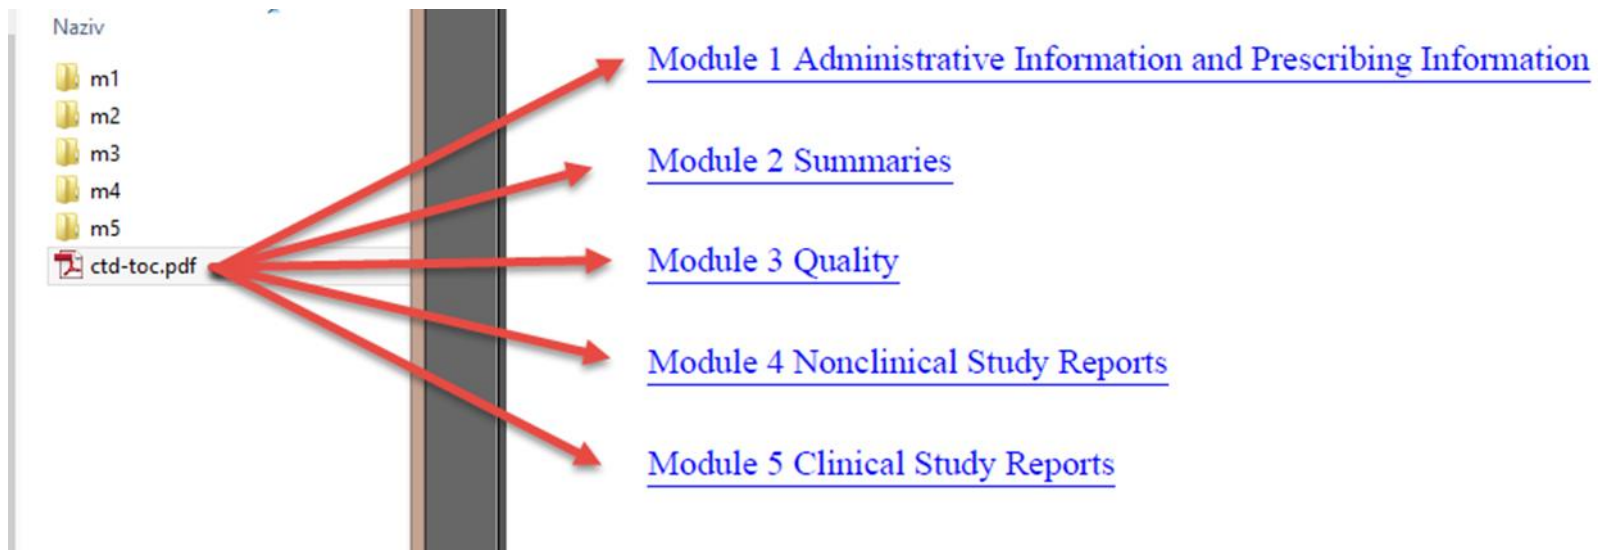 Naziv
m1
m2
m3
m4
m5
ctd-toc.pdf
Module 1 Administrative Information and Prescribing Information
Module 2 Summaries
Module 3 Quality
Module 4 Nonclinical Study Reports
Module 5 Clinical Study Reports